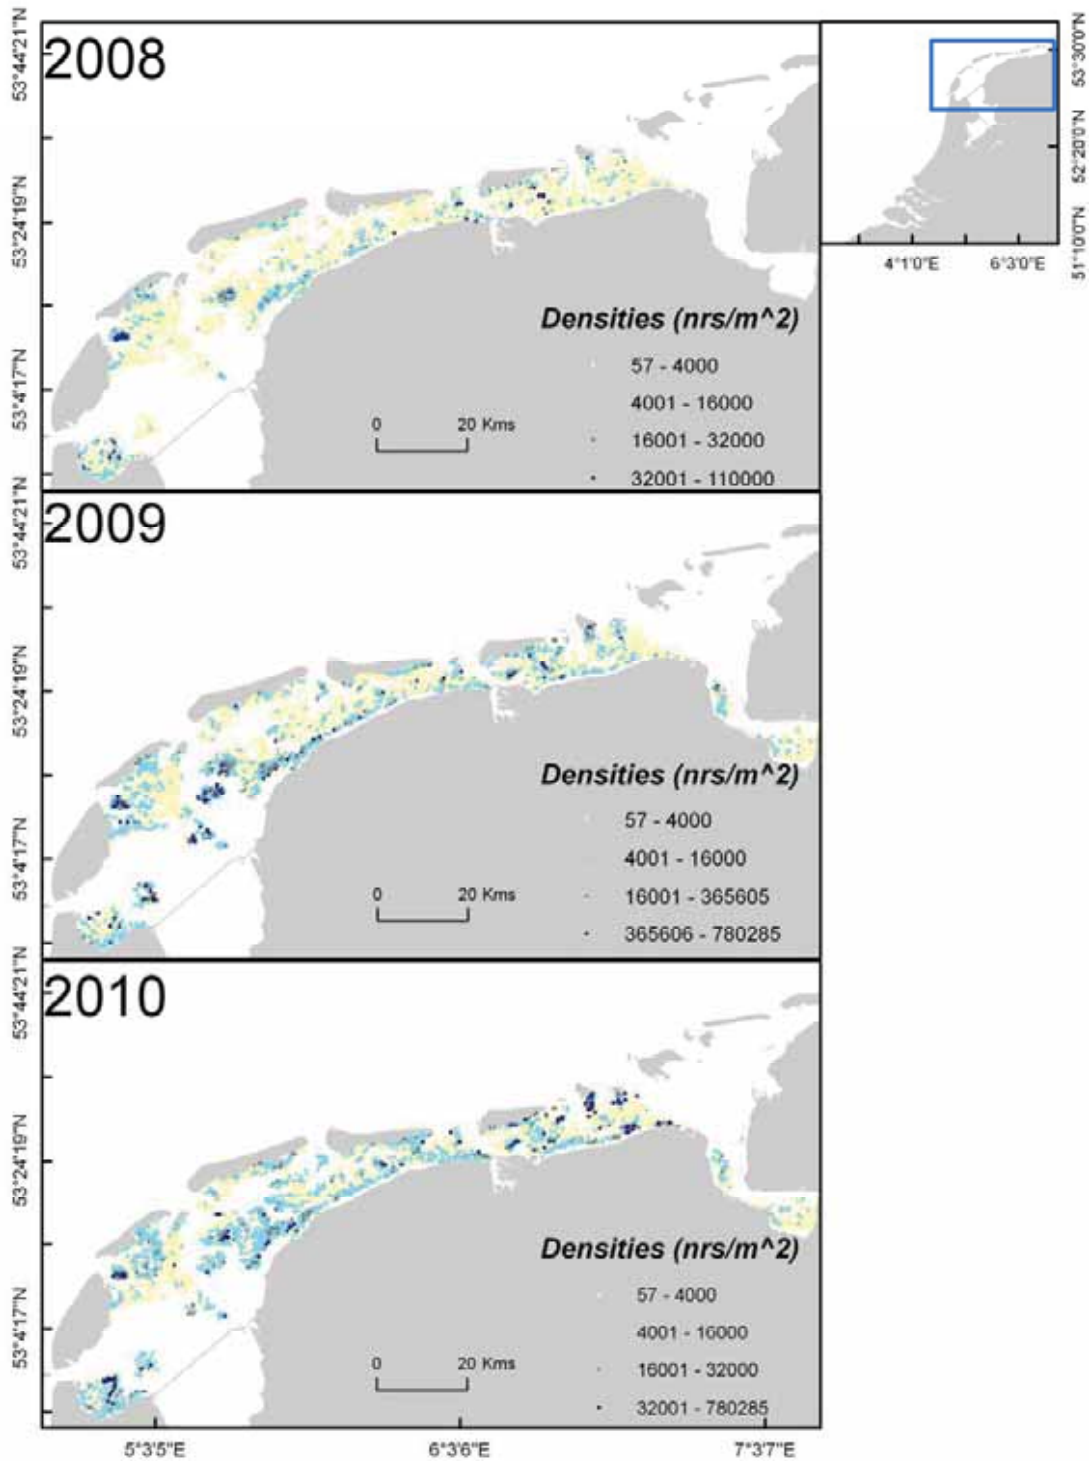 2008
53°44'21"N
53°24'19"N
53°4'17"N
Densities (nrs/m^2)
57 - 4000
4001 - 16000
16001 - 32000
32001 - 110000
0 20 Kms
53°30'0"N
52°20'0"N
51°10'0"N
4°1'0"E 6°3'0"E
2009
53°44'21"N
53°24'19"N
53°4'17"N
Densities (nrs/m^2)
57 - 4000
4001 - 16000
16001 - 365605
365606 - 780285
0 20 Kms
2010
53°44'21"N
53°24'19"N
53°4'17"N
Densities (nrs/m^2)
57 - 4000
4001 - 16000
16001 - 32000
32001 - 780285
0 20 Kms
5°3'5"E 6°3'6"E 7°3'7"E